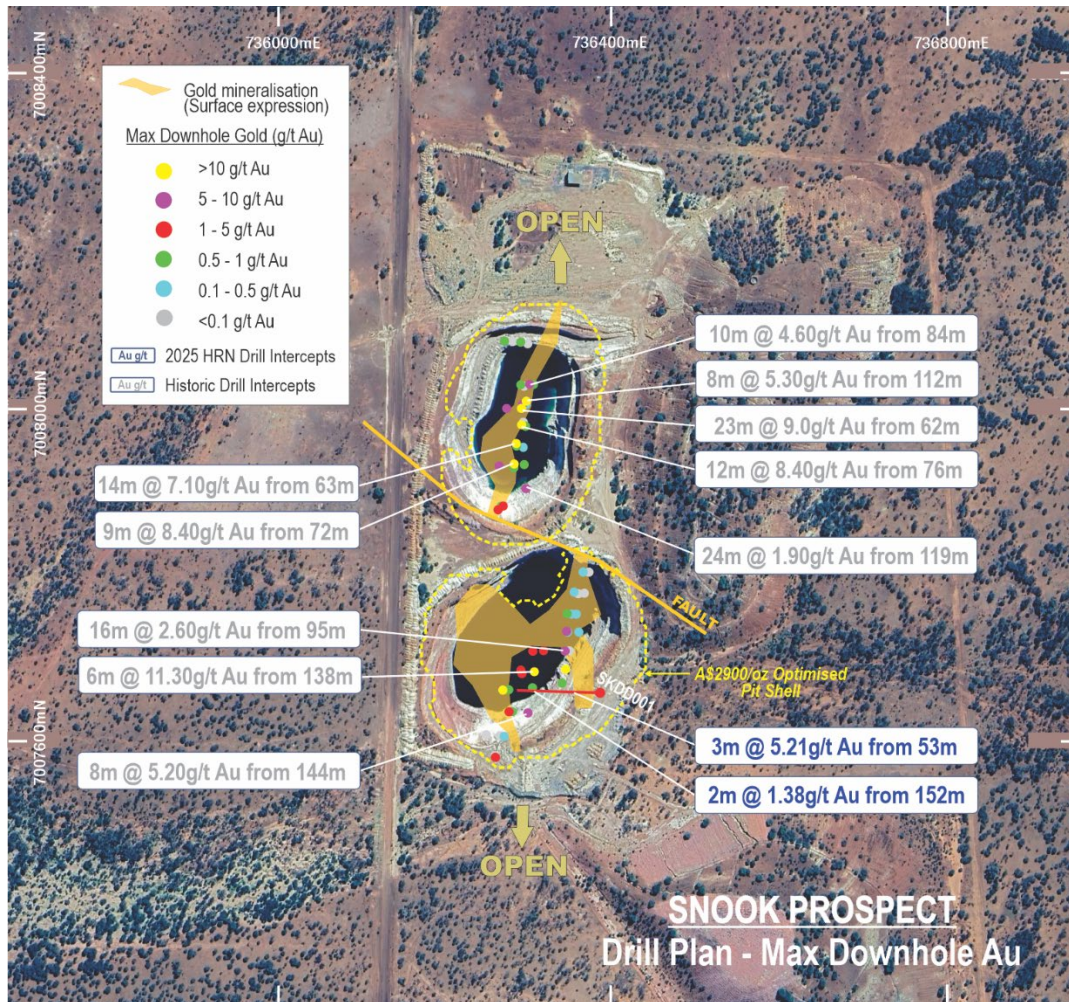 736000mE
736400mE
736800mE
7008400mN
7008000mN
7007600mN
Gold mineralisation
(Surface expression)
Max Downhole Gold (g/t Au)
>10 g/t Au
5 - 10 g/t Au
1 - 5 g/t Au
0.5 - 1 g/t Au
0.1 - 0.5 g/t Au
<0.1 g/t Au
Au g/t
2025 HRN Drill Intercepts
Au g/t
Historic Drill Intercepts
OPEN
10m @ 4.60g/t Au from 84m
8m @ 5.30g/t Au from 112m
23m @ 9.0g/t Au from 62m
12m @ 8.40g/t Au from 76m
14m @ 7.10g/t Au from 63m
9m @ 8.40g/t Au from 72m
24m @ 1.90g/t Au from 119m
FAULT
16m @ 2.60g/t Au from 95m
6m @ 11.30g/t Au from 138m
A$2900/oz Optimised
Pit Shell
SKDD001
3m @ 5.21g/t Au from 53m
8m @ 5.20g/t Au from 144m
2m @ 1.38g/t Au from 152m
OPEN
SNOOK PROSPECT
Drill Plan - Max Downhole Au